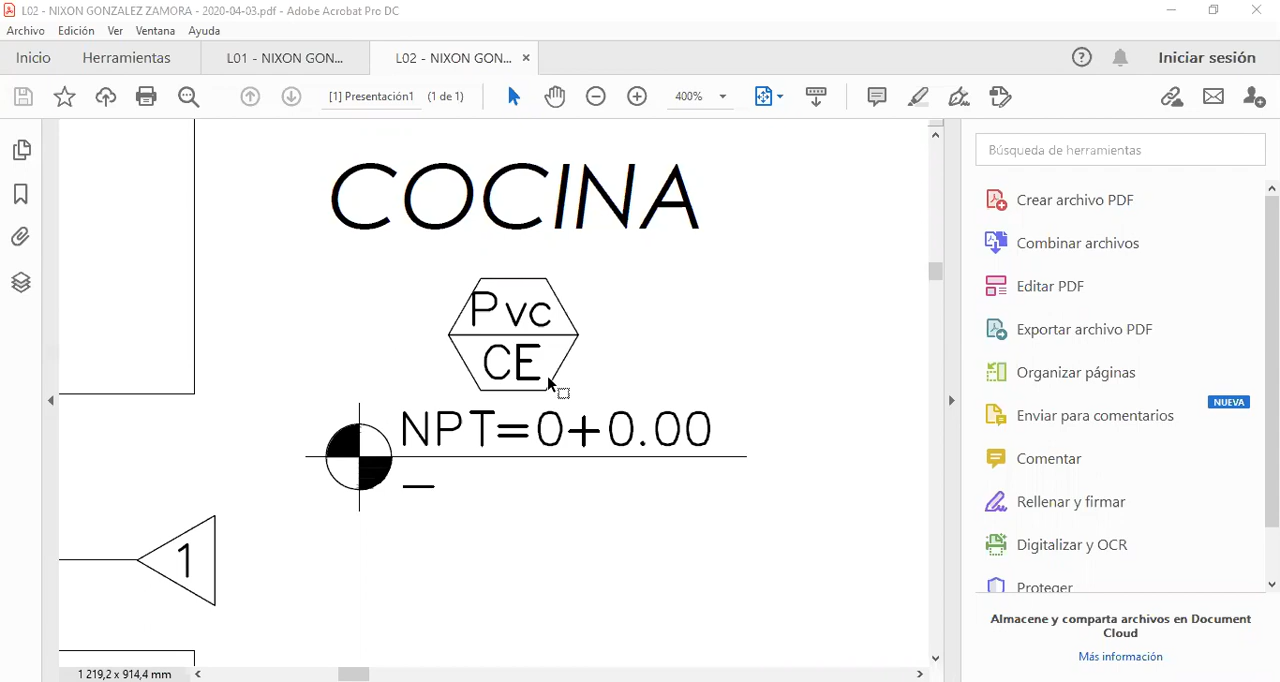 L02 - NIXON GONZALEZ ZAMORA - 2020-04-03.pdf - Adobe Acrobat Pro DC
Archivo Edición Ver Ventana Ayuda
Inicio Herramientas L01 - NIXON GON... L02 - NIXON GON... × Iniciar sesión
[1] Presentación1 (1 de 1) 400%
Búsqueda de herramientas
COCINA
Pvc
CE
NPT=0+0.00
1
Crear archivo PDF
Combinar archivos
Editar PDF
Exportar archivo PDF
Organizar páginas
NUEVA
Enviar para comentarios
Comentar
Rellenar y firmar
Digitalizar y OCR
Proteger
Almacene y comparta archivos en Document
Cloud
Más información
1 219,2 x 914,4 mm